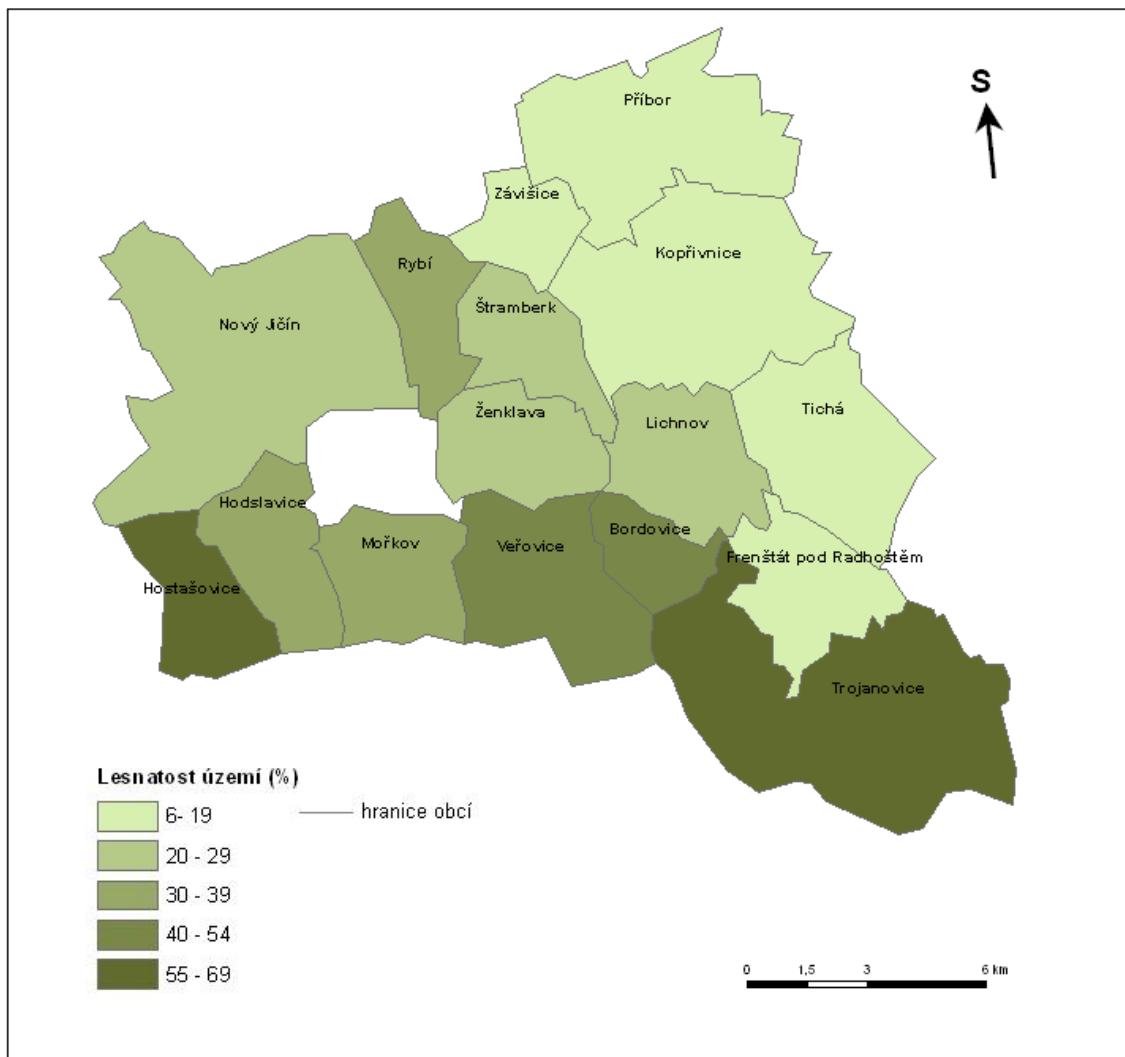 S
Příbor
Závišice
Kopřivnice
Rybí
Štramberk
Nový Jičín
Ženklava
Lichnov
Tichá
Hodslavice
Mořkov
Veřovice
Bordovice
Frenštát pod Radhoštěm
Hostašovice
Trojanovice
Lesnatost území (%)
6- 19
hranice obcí
20 - 29
30 - 39
40 - 54
55 - 69
0 1,5 3 6 km